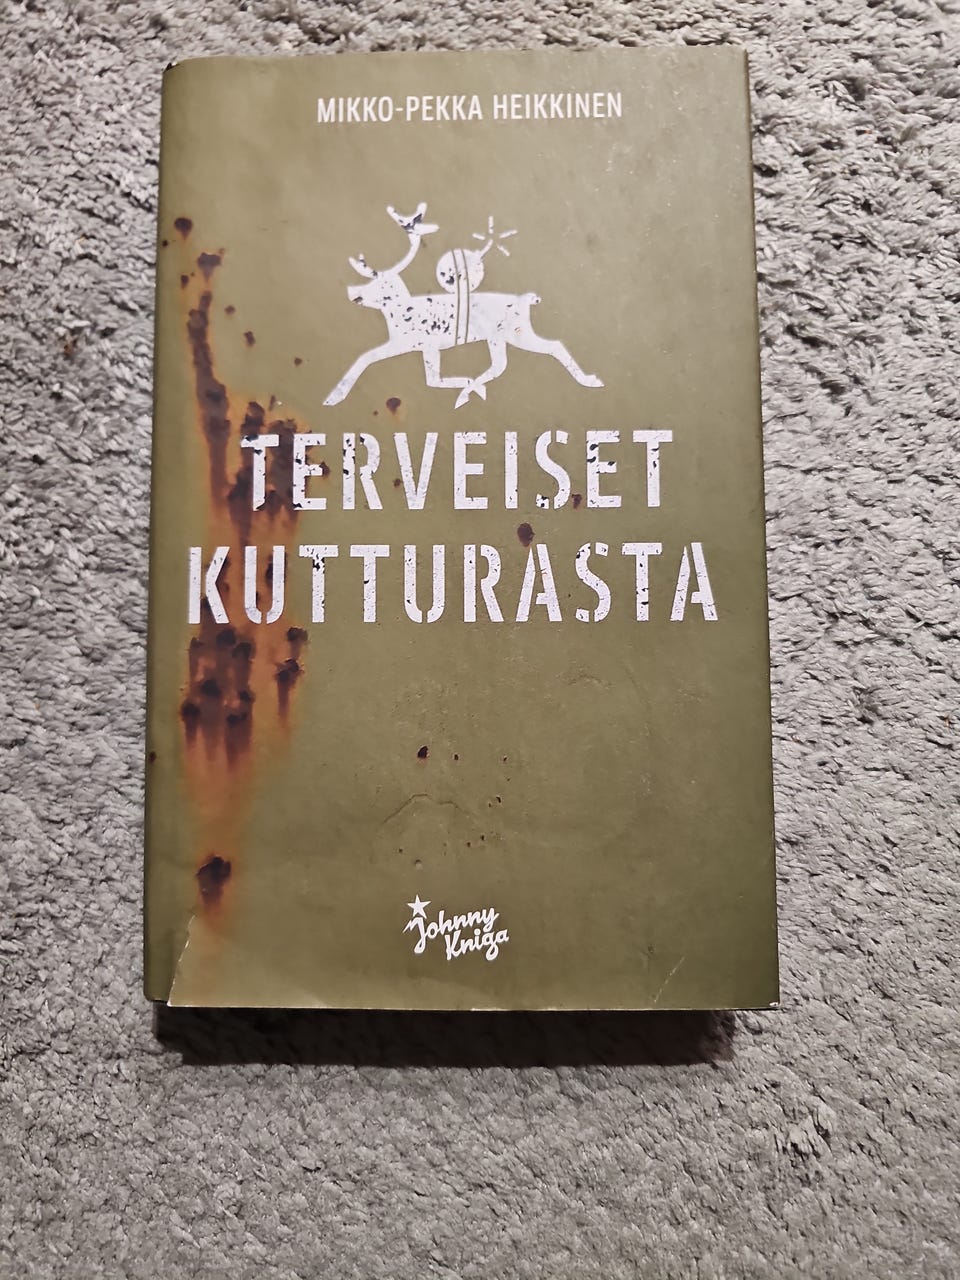 MIKKO-PEKKA HEIKKINEN
TERVEISET
KUTTURASTA
Johnny
Kniga